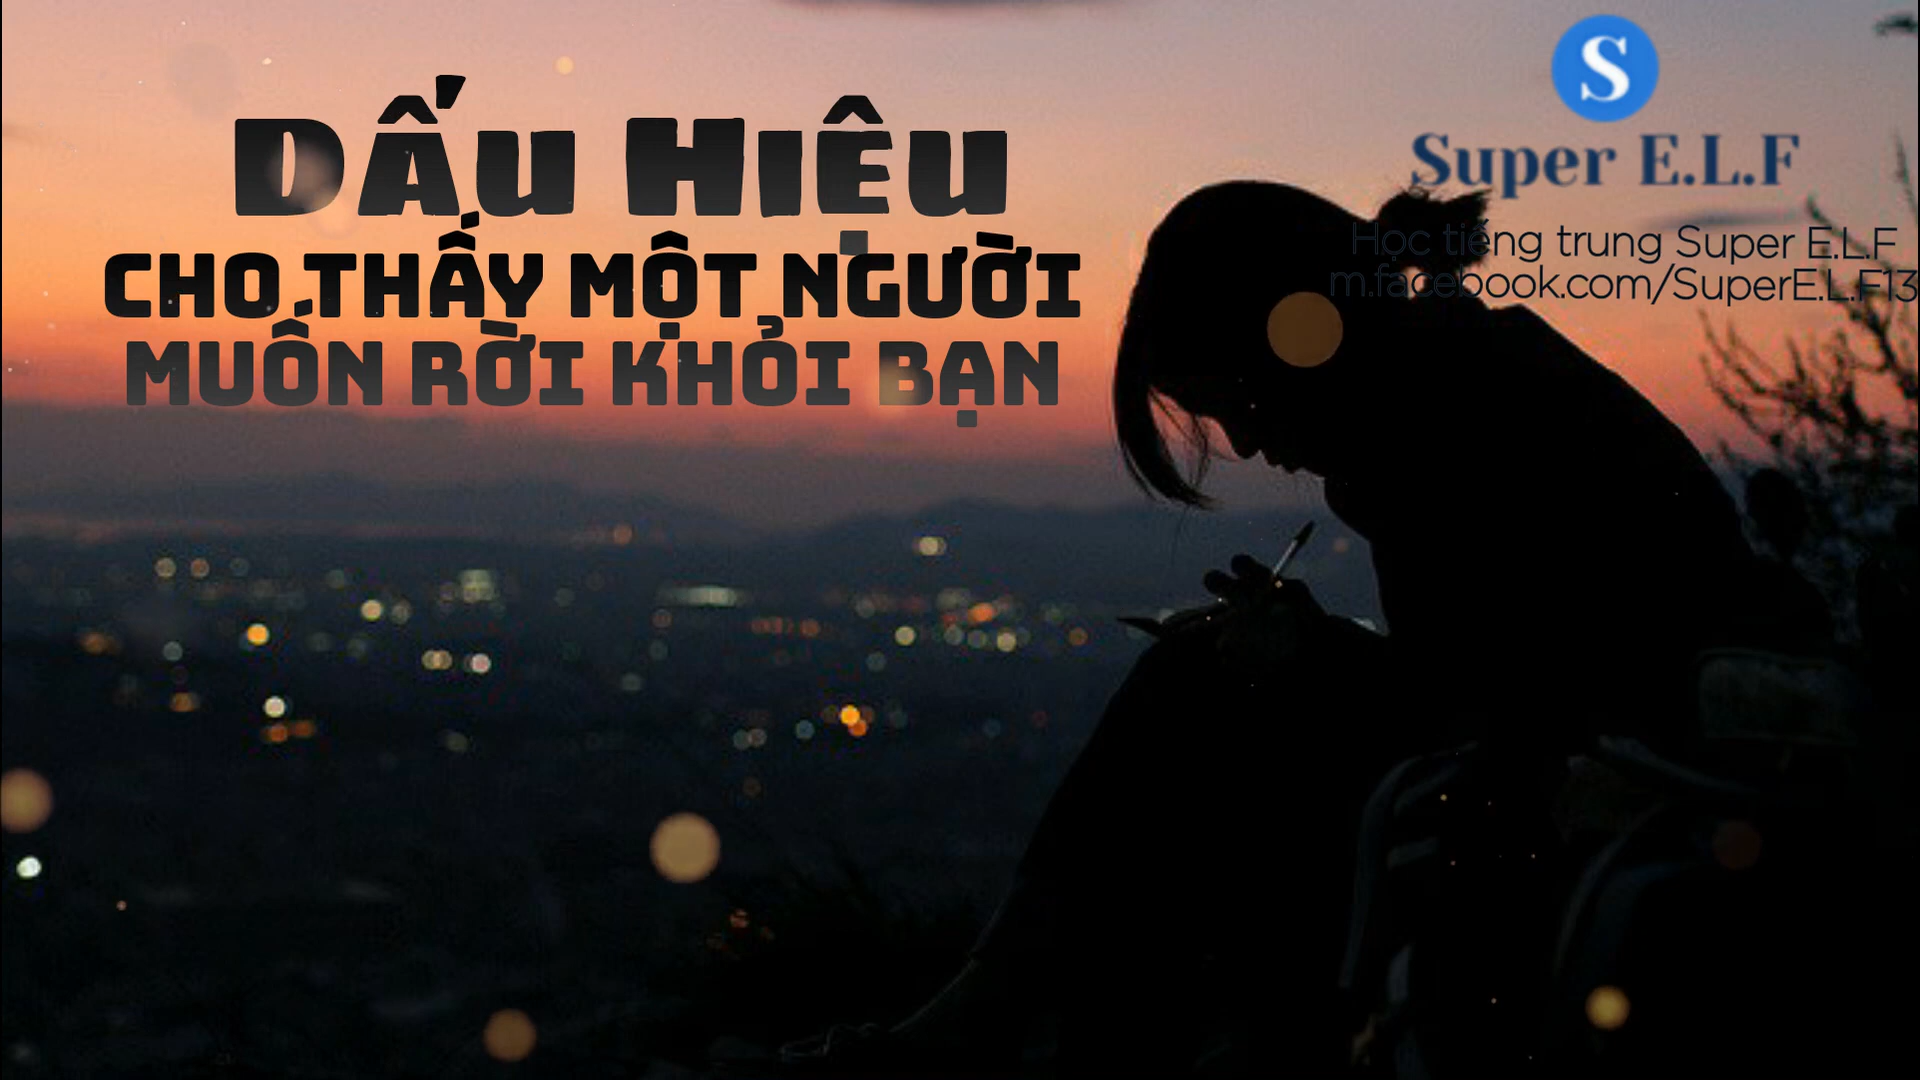 Dấu Hiệu
CHO THẤY MỘT NGƯỜI
MUỐN RỜI KHỎI BẠN
S
Super E.L.F
Học tiếng trung Super E.L.F
m.facebook.com/SuperE.L.F13